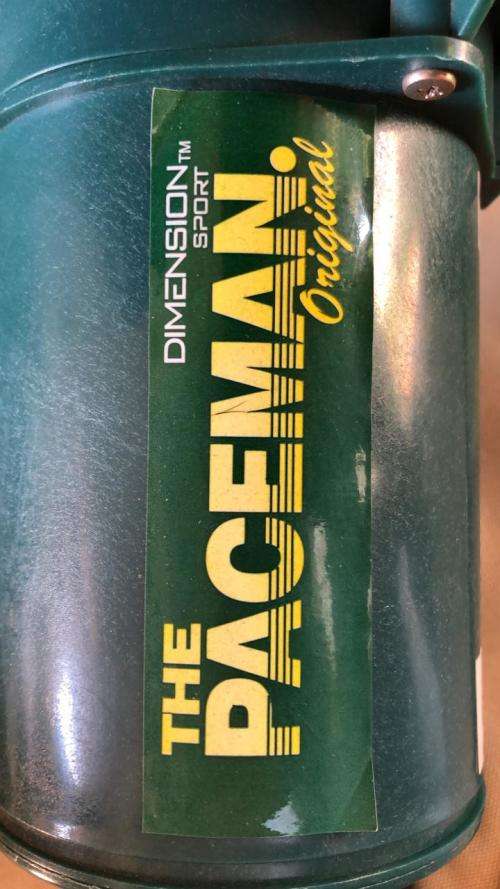 DIMENSION™
SPORT
THE
PACEMAN.
Original